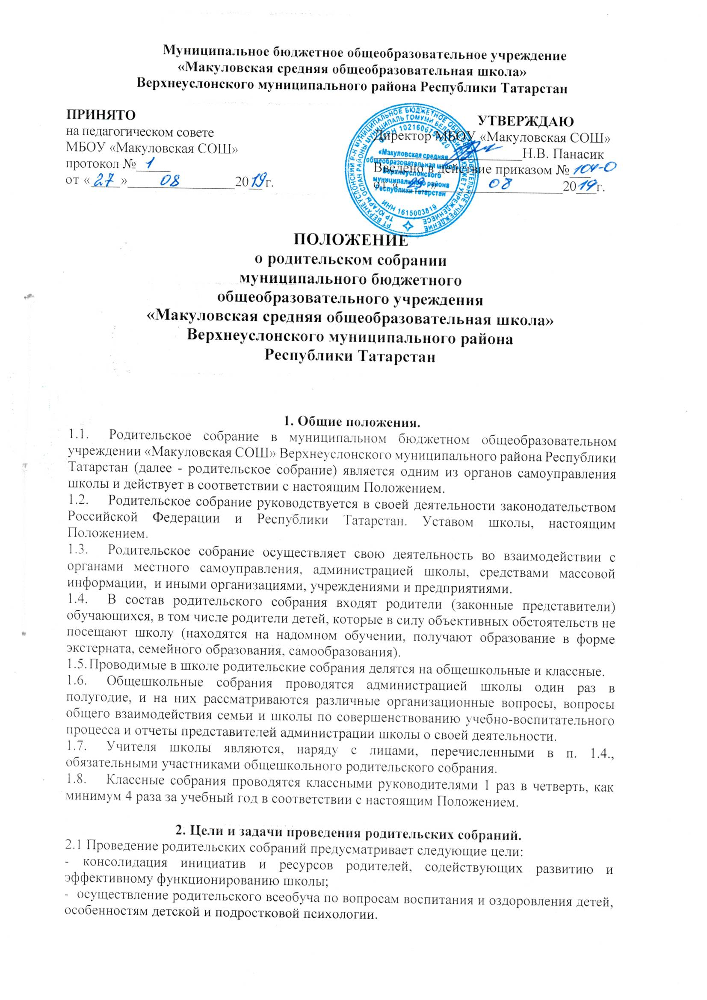 Муниципальное бюджетное общеобразовательное учреждение
«Макуловская средняя общеобразовательная школа»
Верхнеуслонского муниципального района Республики Татарстан
ПРИНЯТО
на педагогическом совете
МБОУ «Макуловская СОШ»
протокол № 1
от « 27 » 08 2019 г.
УТВЕРЖДАЮ
Директор МБОУ «Макуловская СОШ»
Н.В. Панасик
Введено в действие приказом № 104-О
от « 29 » 08 2019 г.
«Макуловская средняя
общеобразовательная школа»
Верхнеуслонского
муниципального района
Республики Татарстан
ИНН 1615003819
ПОЛОЖЕНИЕ
о родительском собрании
муниципального бюджетного
общеобразовательного учреждения
«Макуловская средняя общеобразовательная школа»
Верхнеуслонского муниципального района
Республики Татарстан
1. Общие положения.
1.1. Родительское собрание в муниципальном бюджетном общеобразовательном
учреждении «Макуловская СОШ» Верхнеуслонского муниципального района Республики
Татарстан (далее - родительское собрание) является одним из органов самоуправления
школы и действует в соответствии с настоящим Положением.
1.2. Родительское собрание руководствуется в своей деятельности законодательством
Российской Федерации и Республики Татарстан. Уставом школы, настоящим
Положением.
1.3. Родительское собрание осуществляет свою деятельность во взаимодействии с
органами местного самоуправления, администрацией школы, средствами массовой
информации, и иными организациями, учреждениями и предприятиями.
1.4. В состав родительского собрания входят родители (законные представители)
обучающихся, в том числе родители детей, которые в силу объективных обстоятельств не
посещают школу (находятся на надомном обучении, получают образование в форме
экстерната, семейного образования, самообразования).
1.5. Проводимые в школе родительские собрания делятся на общешкольные и классные.
1.6. Общешкольные собрания проводятся администрацией школы один раз в
полугодие, и на них рассматриваются различные организационные вопросы, вопросы
общего взаимодействия семьи и школы по совершенствованию учебно-воспитательного
процесса и отчеты представителей администрации школы о своей деятельности.
1.7. Учителя школы являются, наряду с лицами, перечисленными в п. 1.4.,
обязательными участниками общешкольного родительского собрания.
1.8. Классные собрания проводятся классными руководителями 1 раз в четверть, как
минимум 4 раза за учебный год в соответствии с настоящим Положением.
2. Цели и задачи проведения родительских собраний.
2.1 Проведение родительских собраний предусматривает следующие цели:
- консолидация инициатив и ресурсов родителей, содействующих развитию и
эффективному функционированию школы;
- осуществление родительского всеобуча по вопросам воспитания и оздоровления детей,
особенностям детской и подростковой психологии.